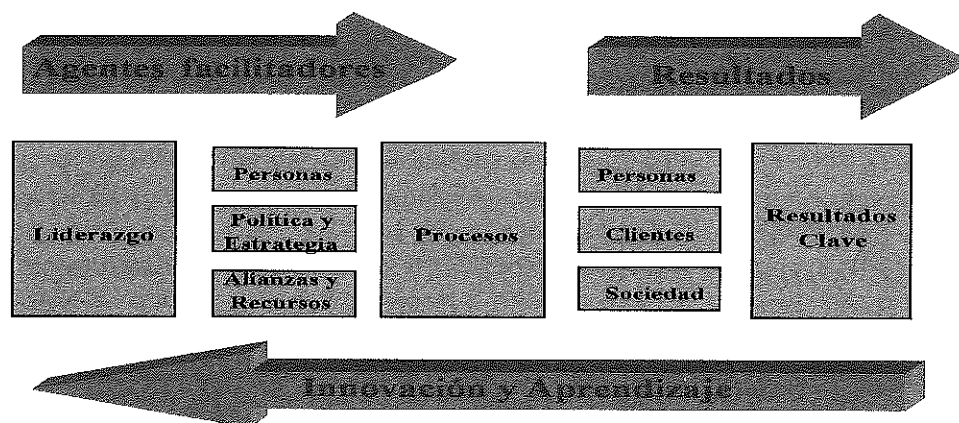 Agentes facilitadores
Resultados
Liderazgo
Personas
Política y
Estrategia
Alianzas y
Recursos
Procesos
Personas
Clientes
Sociedad
Resultados
Clave
Innovación y Aprendizaje